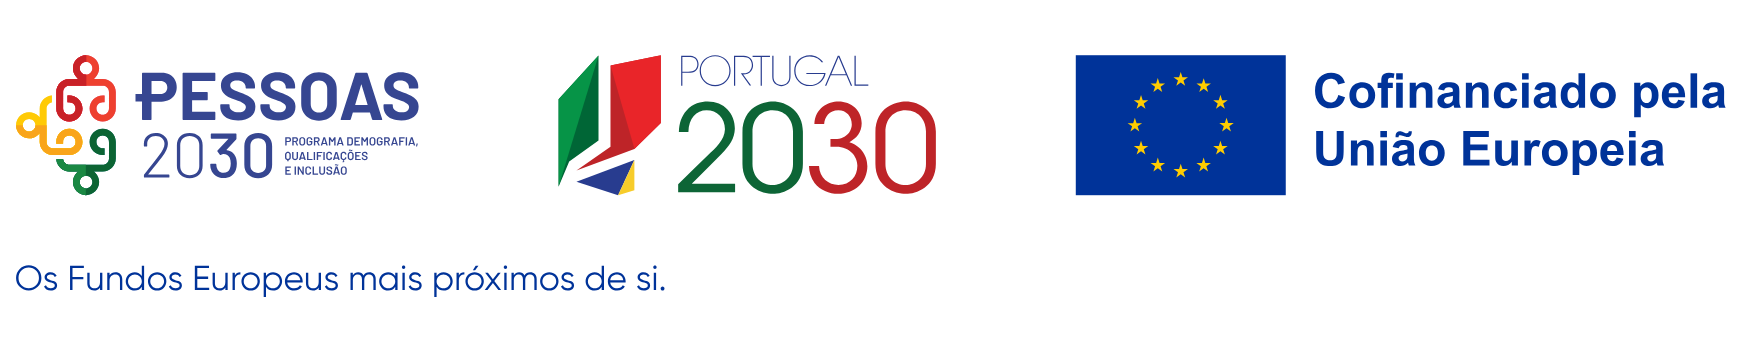 PESSOAS
2030
PROGRAMA DEMOGRAFIA,
QUALIFICAÇÕES
E INCLUSÃO
PORTUGAL
2030
Cofinanciado pela
União Europeia
Os Fundos Europeus mais próximos de si.